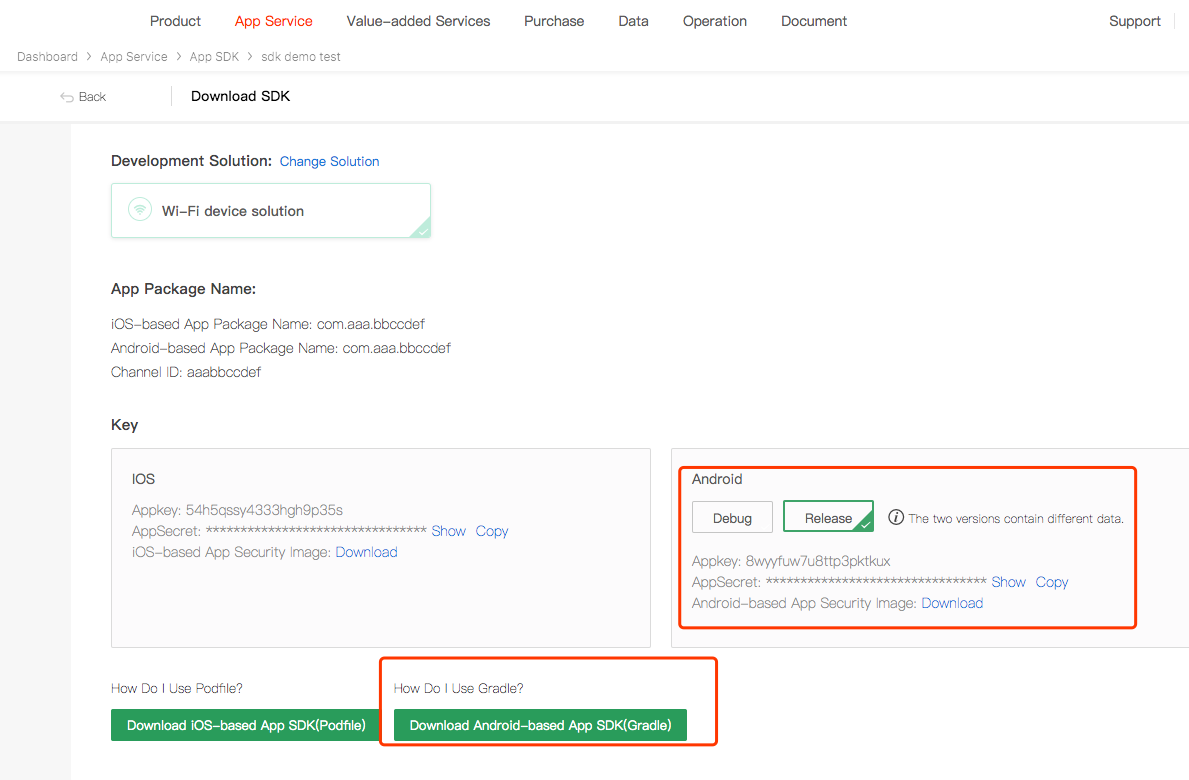 Product App Service Value-added Services Purchase Data Operation Document Support
Dashboard > App Service > App SDK > sdk demo test
Back Download SDK
Development Solution: Change Solution
Wi-Fi device solution
App Package Name:
iOS-based App Package Name: com.aaa.bbccdef
Android-based App Package Name: com.aaa.bbccdef
Channel ID: aaabbccdef
Key
IOS
Appkey: 54h5qssy4333hgh9p35s
AppSecret: ******************************** Show Copy
iOS-based App Security Image: Download
Android
Debug Release The two versions contain different data.
Appkey: 8wyyfuw7u8ttp3pktkux
AppSecret: ******************************** Show Copy
Android-based App Security Image: Download
How Do I Use Podfile? How Do I Use Gradle?
Download iOS-based App SDK(Podfile) Download Android-based App SDK(Gradle)